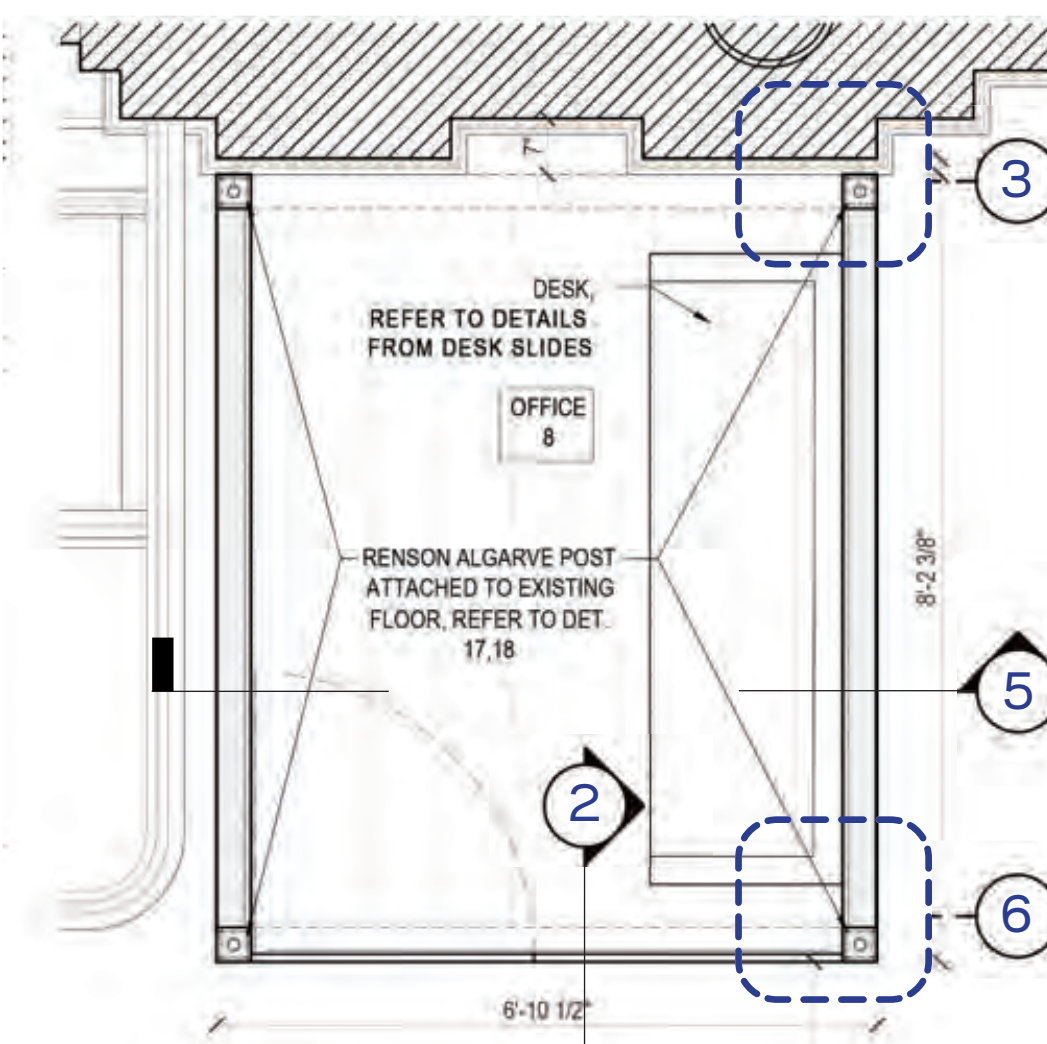 7"
3
DESK,
REFER TO DETAILS
FROM DESK SLIDES
OFFICE
8
RENSON ALGARVE POST
ATTACHED TO EXISTING
FLOOR, REFER TO DET.
17,18
8'-2 3/8"
5
2
6
6'-10 1/2"